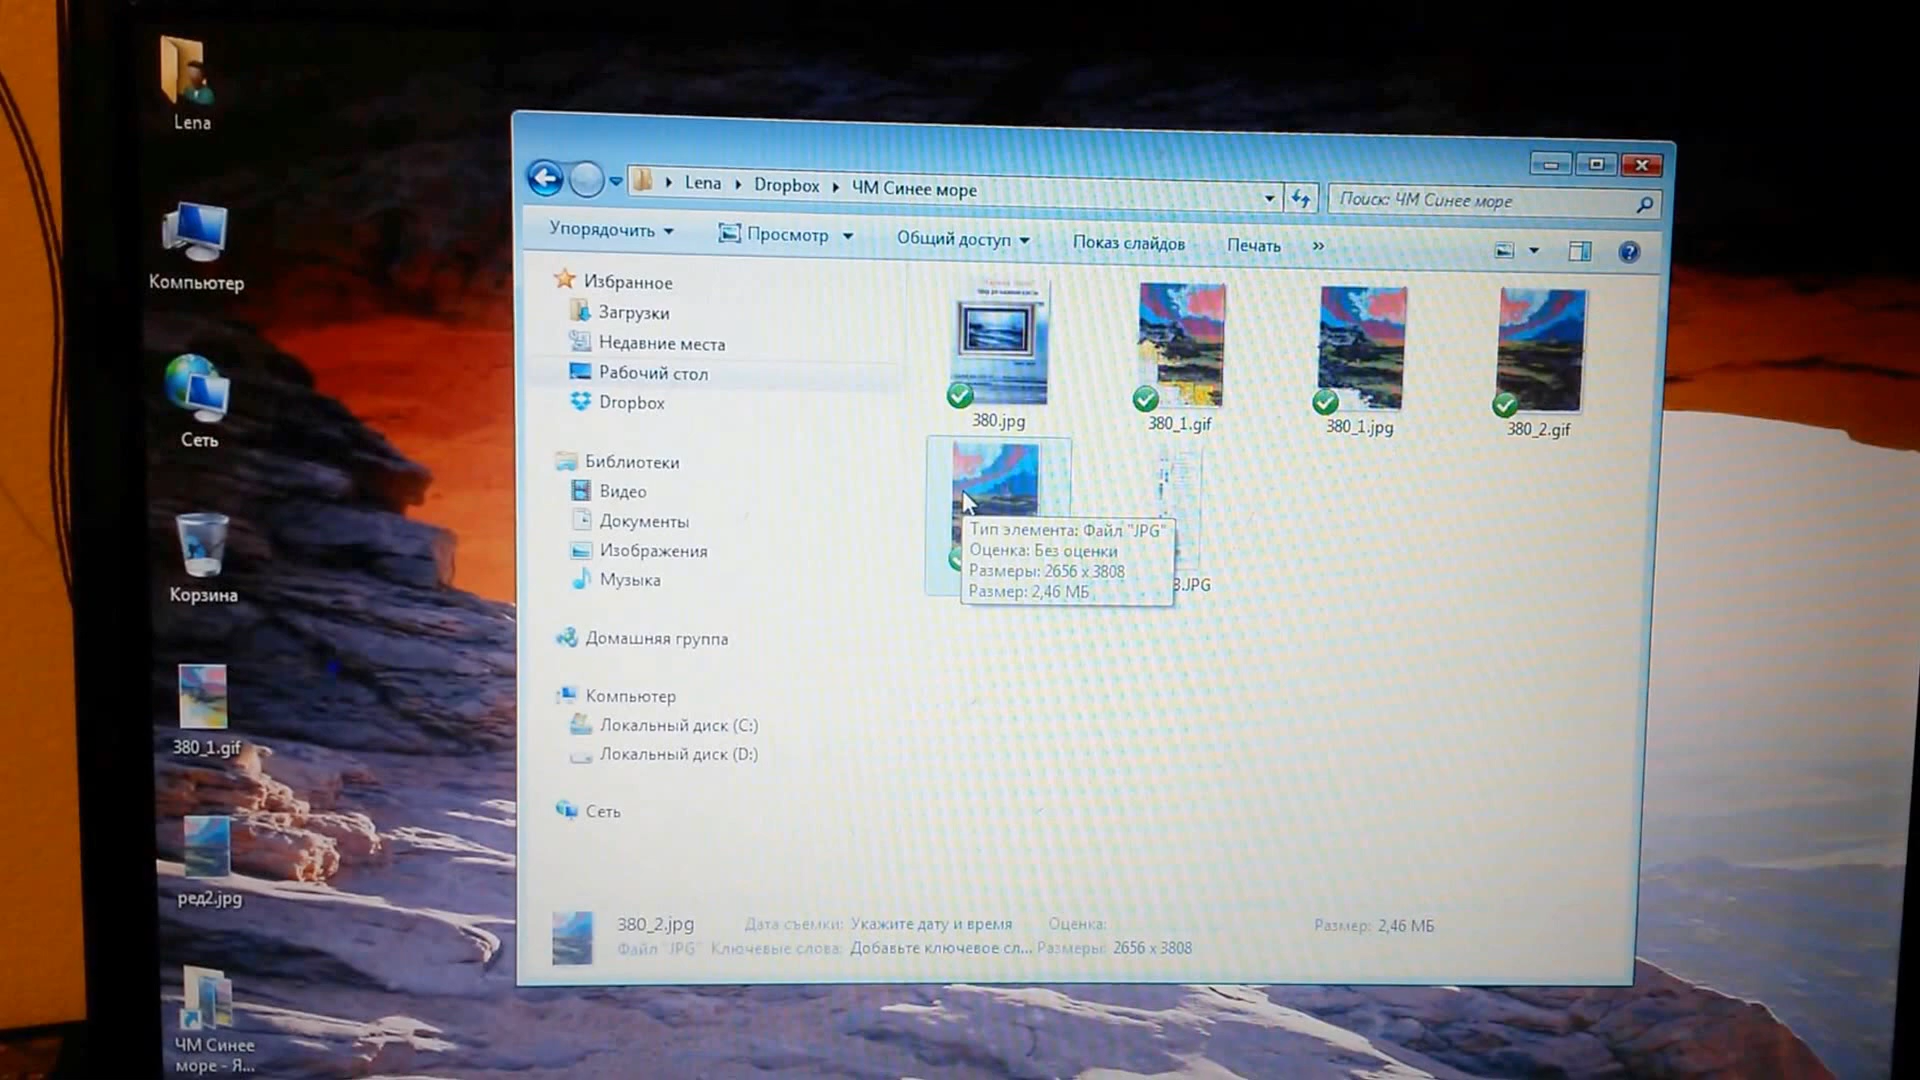 Lena
Компьютер
Сеть
Корзина
380_1.gif
ред2.jpg
ЧМ Синее
море - Я...
Lena Dropbox ЧМ Синее море
Поиск: ЧМ Синее море
Упорядочить Просмотр Общий доступ Показ слайдов Печать »
Избранное
Загрузки
Недавние места
Рабочий стол
Dropbox
Библиотеки
Видео
Документы
Изображения
Музыка
Домашняя группа
Компьютер
Локальный диск (C:)
Локальный диск (D:)
Сеть
380.jpg
380_1.gif
380_1.jpg
380_2.gif
Тип элемента: Файл "JPG"
Оценка: Без оценки
Размеры: 2656 x 3808
Размер: 2,46 МБ
.JPG
380_2.jpg Дата съемки: Укажите дату и время Оценка: Размер: 2,46 МБ
Файл "JPG" Ключевые слова: Добавьте ключевое сл... Размеры: 2656 x 3808